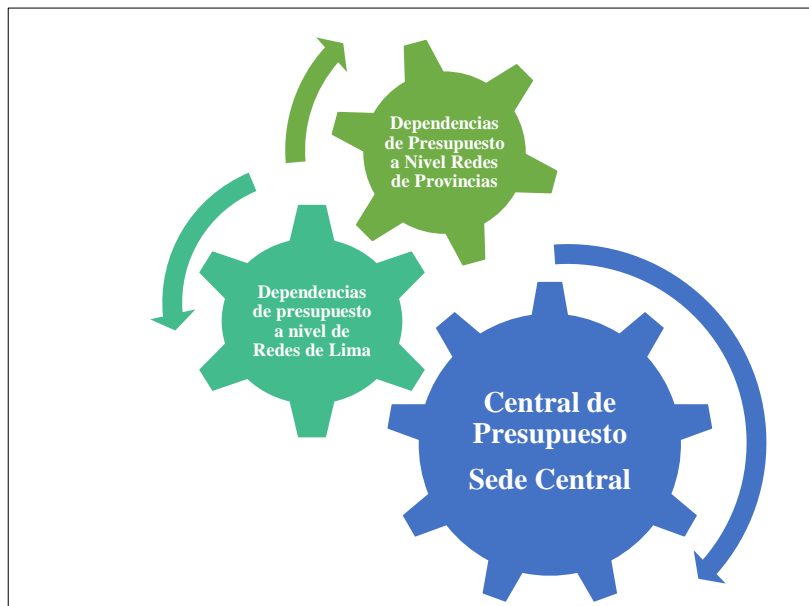 Dependencias
de Presupuesto
a Nivel Redes
de Provincias
Dependencias
de presupuesto
a nivel de
Redes de Lima
Central de
Presupuesto
Sede Central